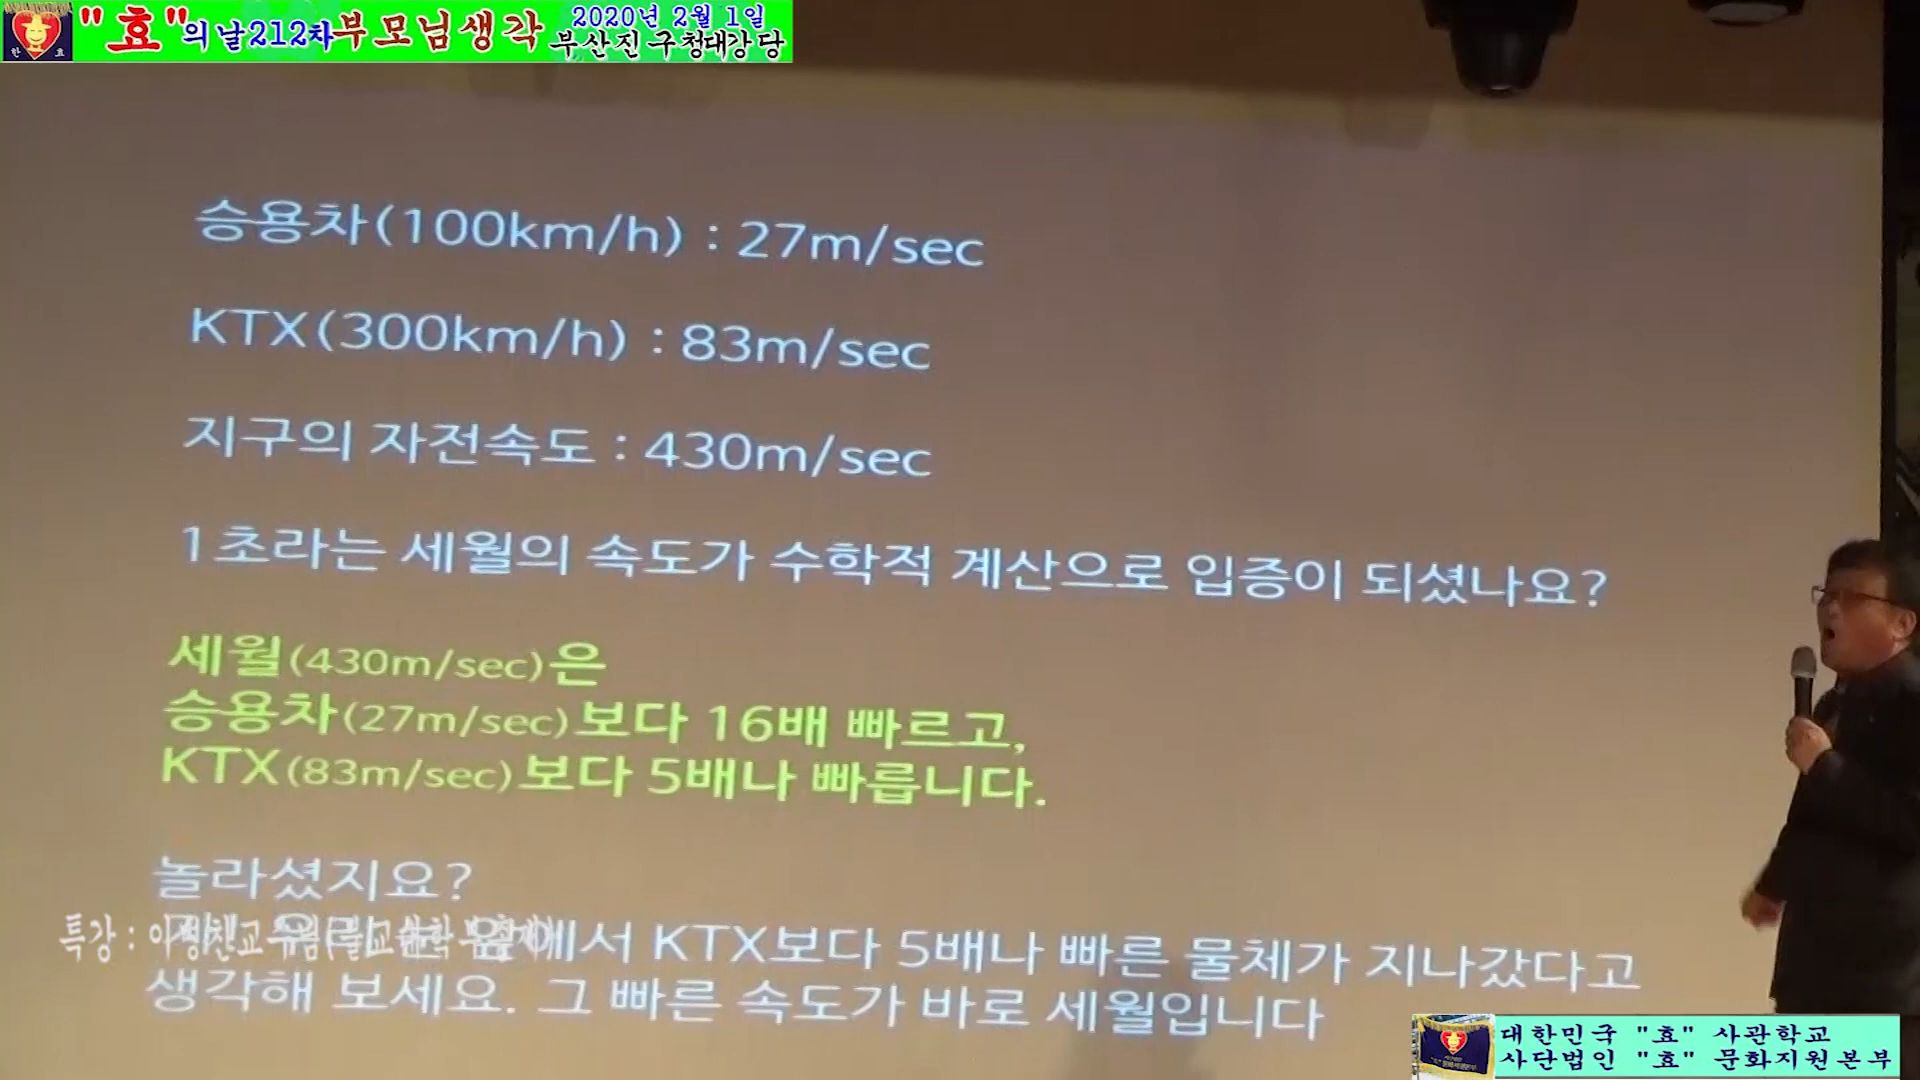 "효"의날212차부모님생각
2020년 2월 1일
부산진구청대강당
한 효
승용차(100km/h) : 27m/sec
KTX(300km/h) : 83m/sec
지구의 자전속도 : 430m/sec
1초라는 세월의 속도가 수학적 계산으로 입증이 되셨나요?
세월(430m/sec)은
승용차(27m/sec)보다 16배 빠르고,
KTX(83m/sec)보다 5배나 빠릅니다.
놀라셨지요?
에서 KTX보다 5배나 빠른 물체가 지나갔다고
특강 :
생각해 보세요. 그 빠른 속도가 바로 세월입니다
대한민국 "효" 사관학교
사단법인 "효" 문화지원본부